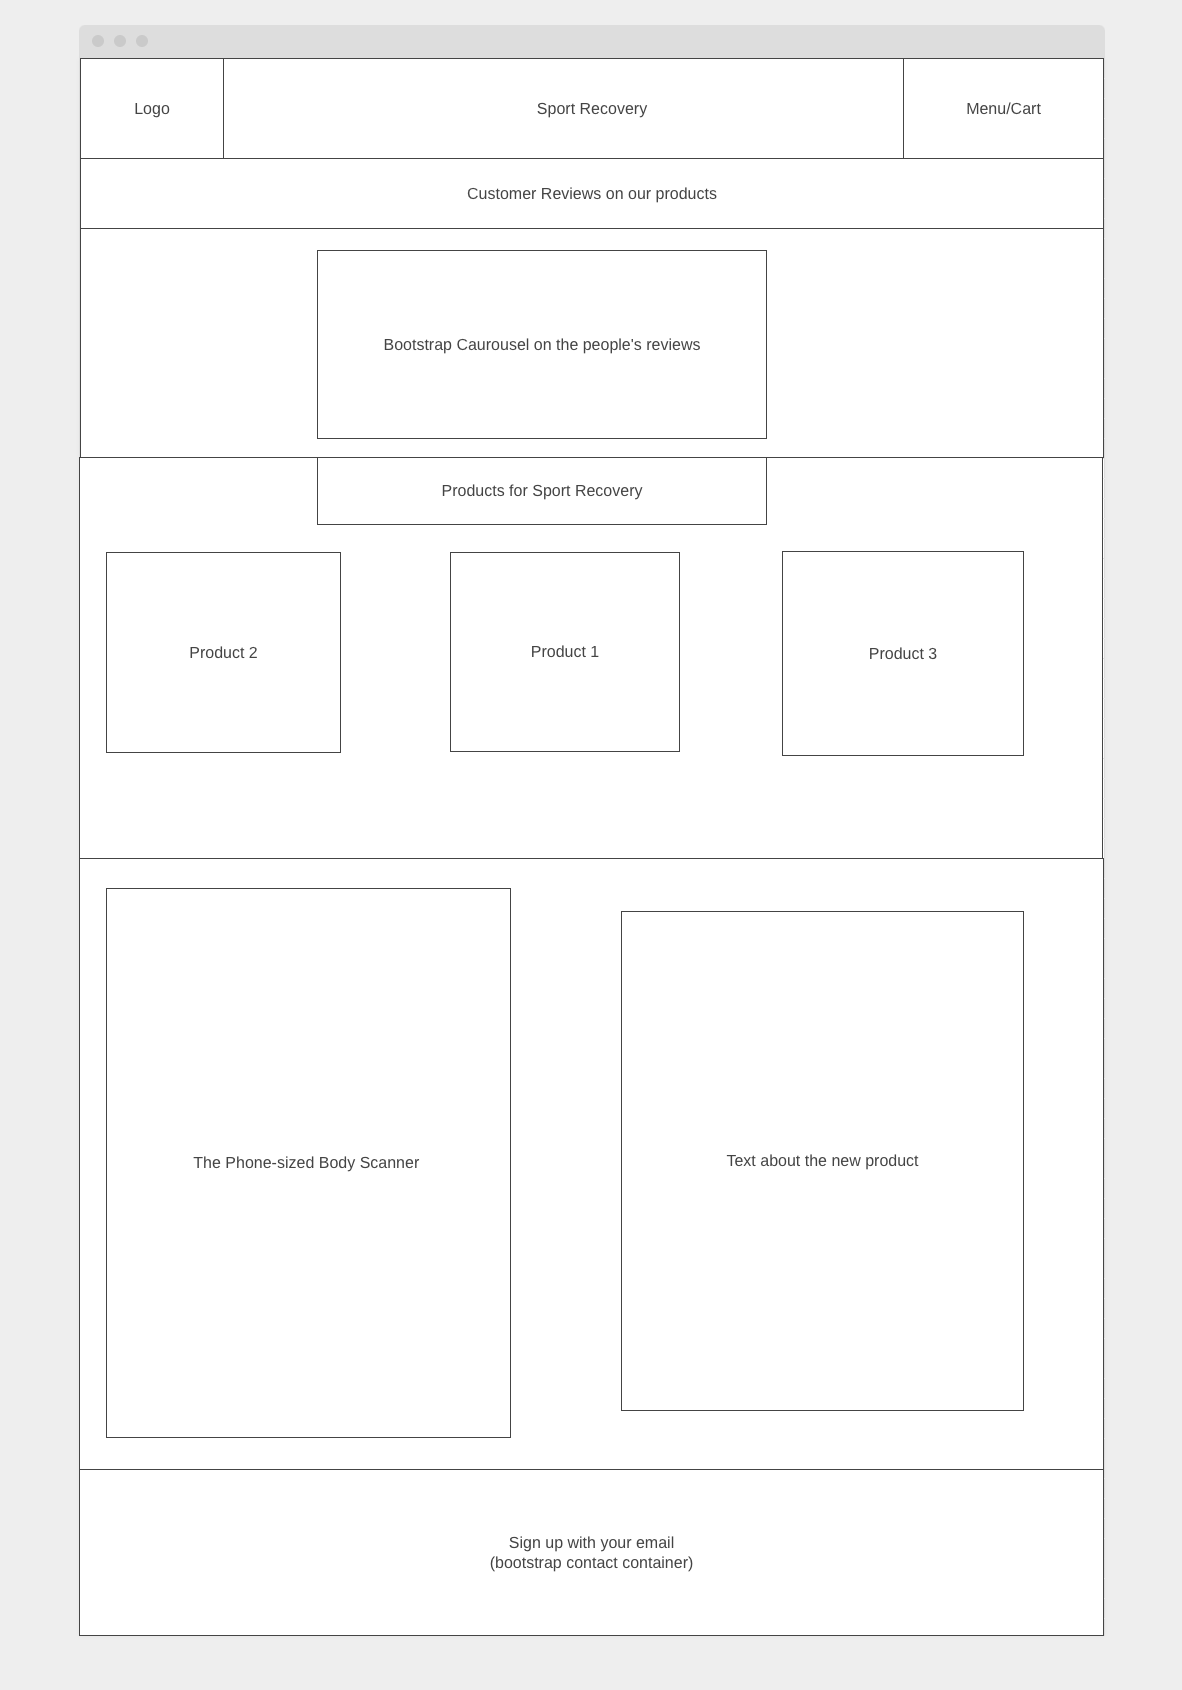 Logo
Sport Recovery
Menu/Cart
Customer Reviews on our products
Bootstrap Caurousel on the people's reviews
Products for Sport Recovery
Product 2
Product 1
Product 3
The Phone-sized Body Scanner
Text about the new product
Sign up with your email
(bootstrap contact container)